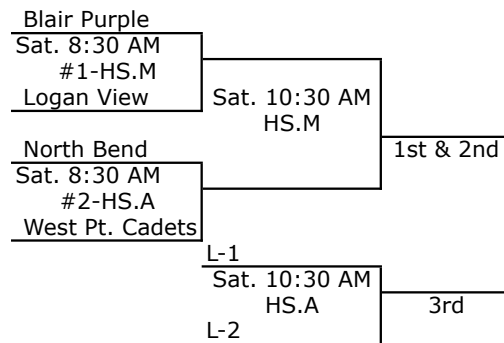 Blair Purple
Sat. 8:30 AM
#1-HS.M
Logan View
Sat. 10:30 AM
HS.M
1st & 2nd
North Bend
Sat. 8:30 AM
#2-HS.A
West Pt. Cadets
L-1
Sat. 10:30 AM
HS.A
3rd
L-2